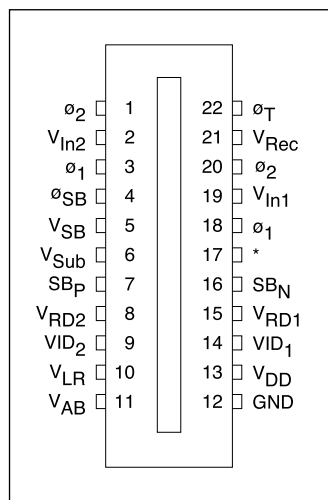 ø2 1 22 øT
VIn2 2 21 VRec
ø1 3 20 ø2
øSB 4 19 VIn1
VSB 5 18 ø1
VSub 6 17 *
SBP 7 16 SBN
VRD2 8 15 VRD1
VID2 9 14 VID1
VLR 10 13 VDD
VAB 11 12 GND